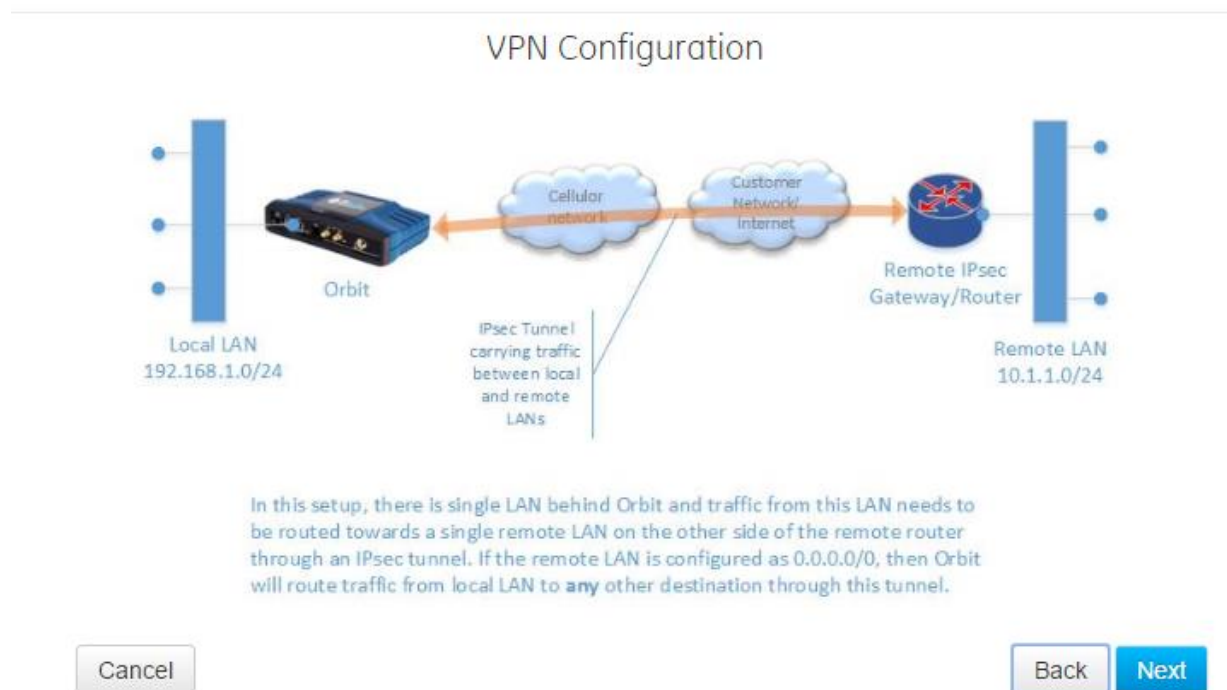 VPN Configuration
Cellulor
network
Customer
Network/
Internet
Orbit
Remote IPsec
Gateway/Router
Local LAN
192.168.1.0/24
IPsec Tunnel
carrying traffic
between local
and remote
LANs
Remote LAN
10.1.1.0/24
In this setup, there is single LAN behind Orbit and traffic from this LAN needs to
be routed towards a single remote LAN on the other side of the remote router
through an IPsec tunnel. If the remote LAN is configured as 0.0.0.0/0, then Orbit
will route traffic from local LAN to any other destination through this tunnel.
Cancel
Back
Next